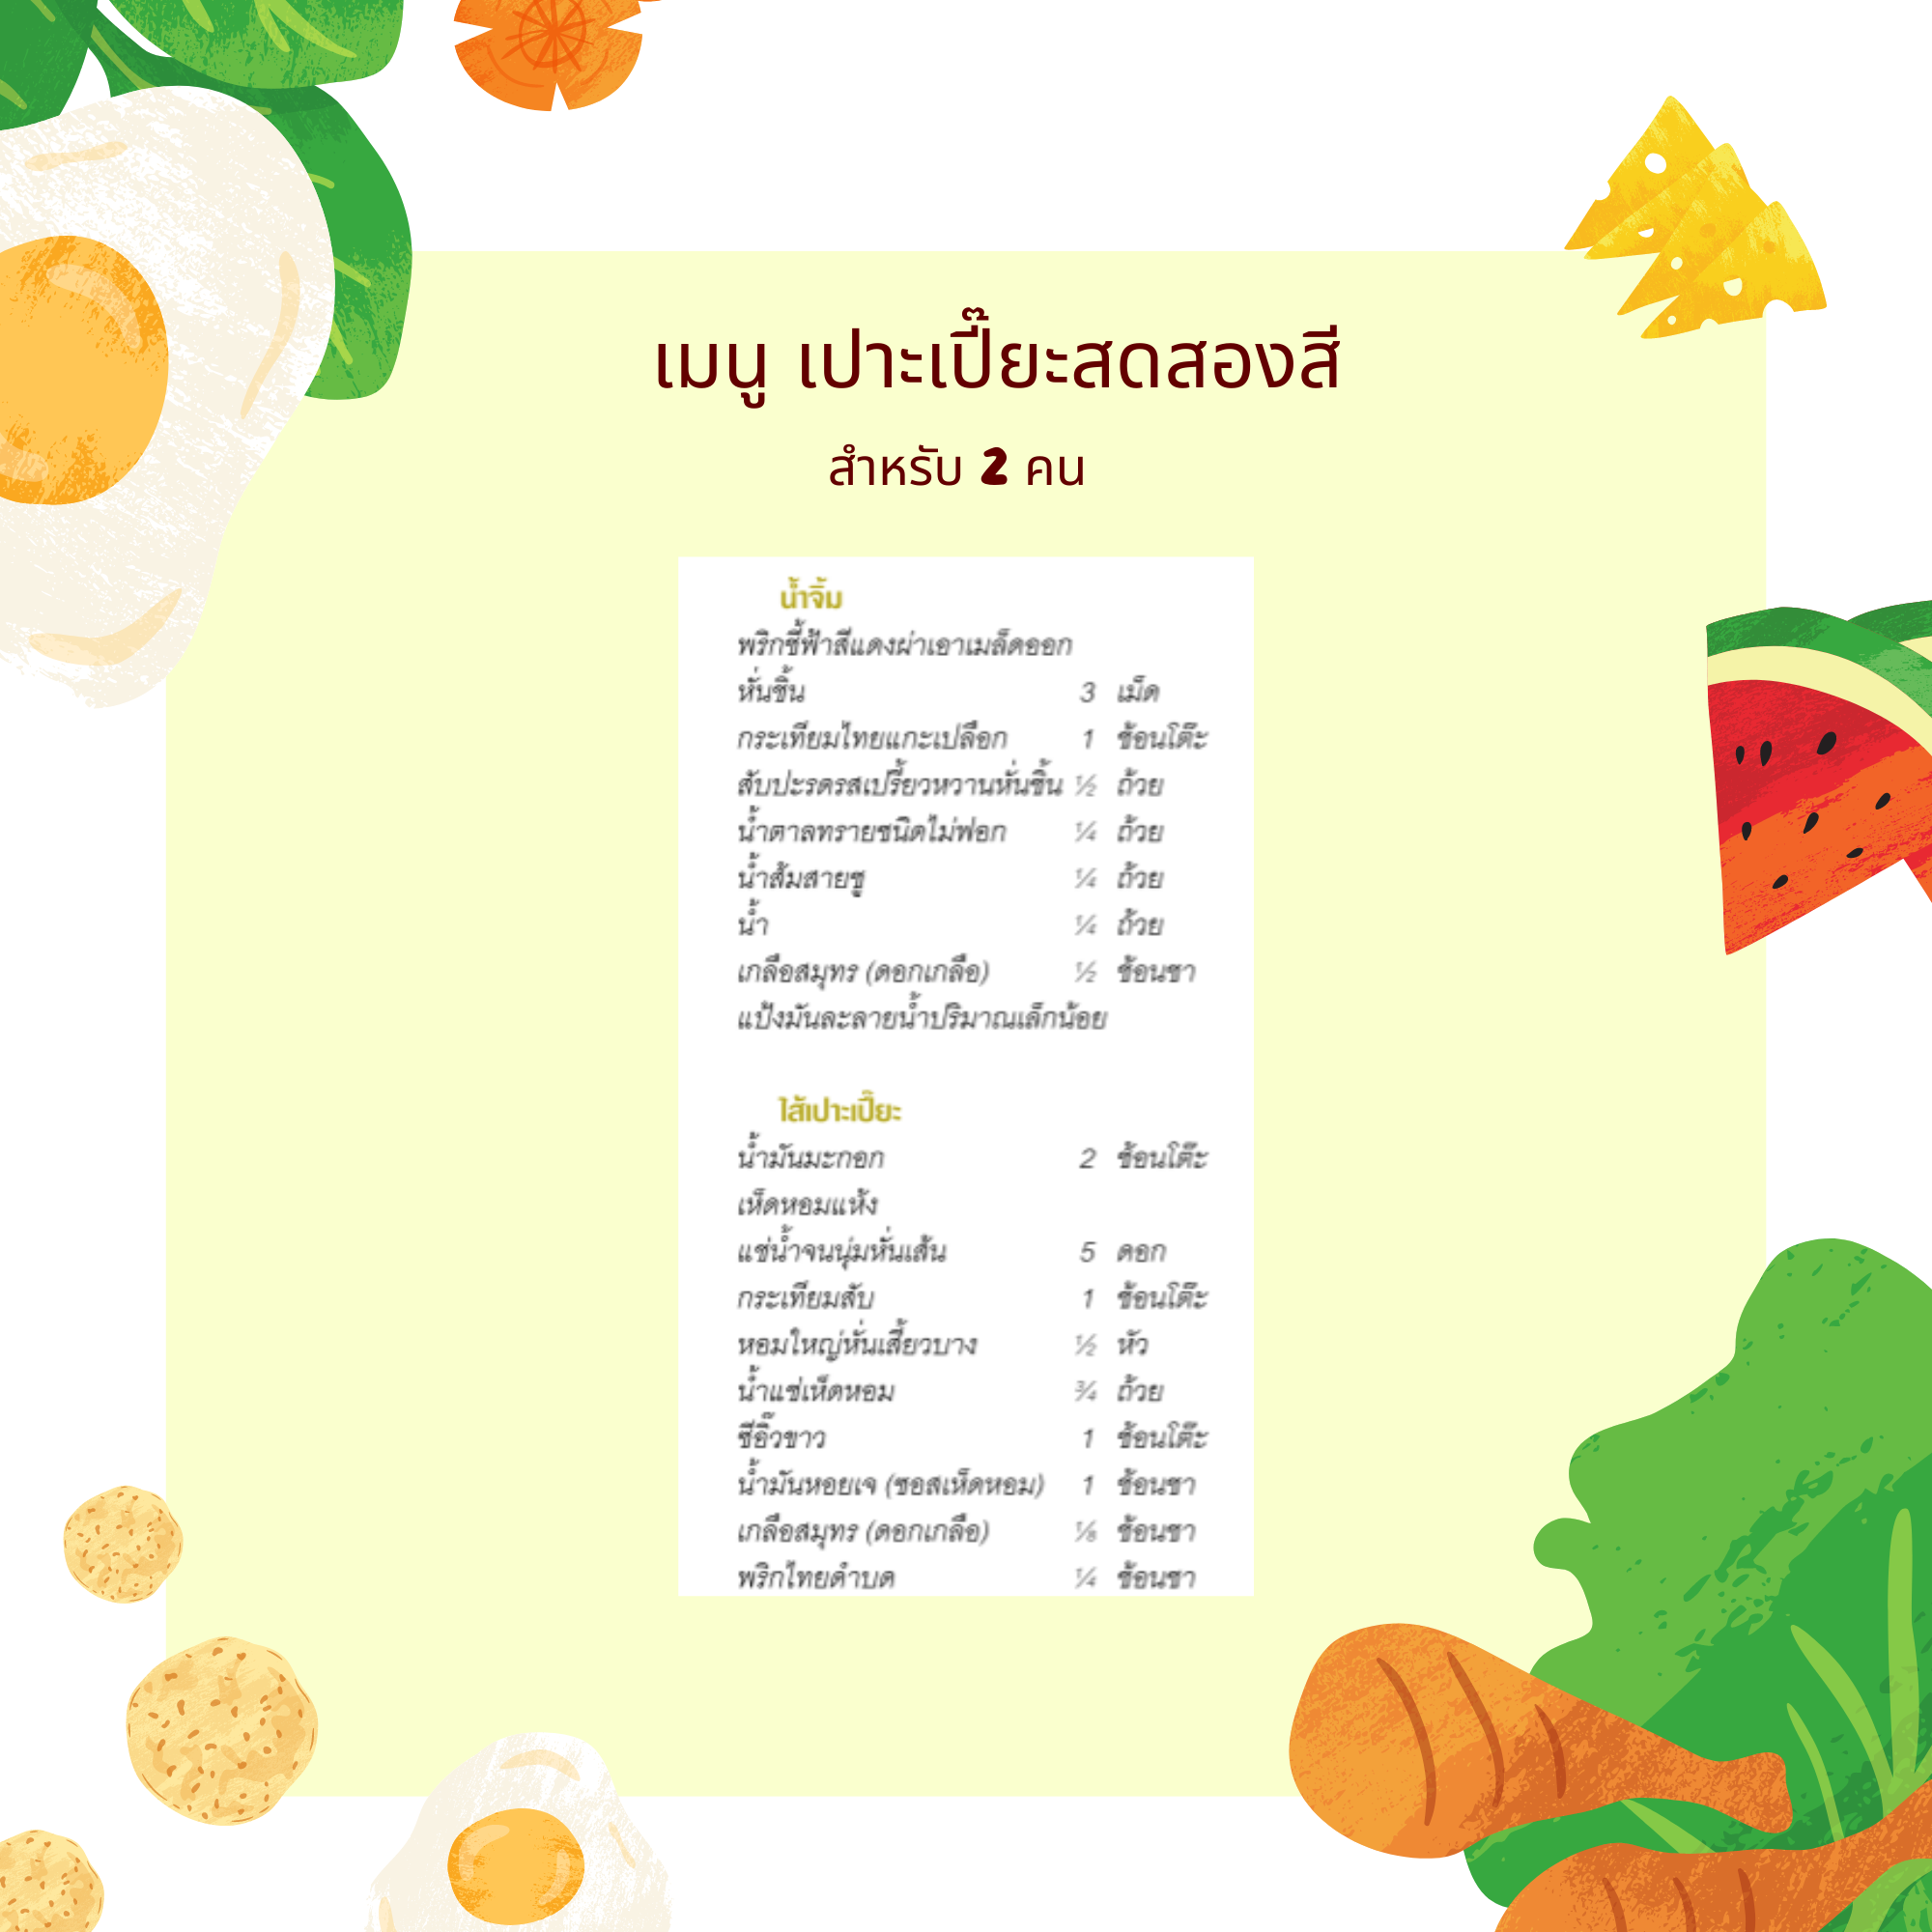 เมนู เปาะเปี๊ยะสดสองสี
สำหรับ 2 คน
น้ำจิ้ม
พริกชี้ฟ้าสีแดงผ่าเอาเมล็ดออก
หั่นชิ้น 3 เม็ด
กระเทียมไทยแกะเปลือก 1 ช้อนโต๊ะ
สับปะรดรสเปรี้ยวหวานหั่นชิ้น ½ ถ้วย
น้ำตาลทรายชนิดไม่ฟอก ¼ ถ้วย
น้ำส้มสายชู ¼ ถ้วย
น้ำ ¼ ถ้วย
เกลือสมุทร (ดอกเกลือ) ½ ช้อนชา
แป้งมันละลายน้ำปริมาณเล็กน้อย
ไส้เปาะเปี๊ยะ
น้ำมันมะกอก 2 ช้อนโต๊ะ
เห็ดหอมแห้ง
แช่น้ำจนนุ่มหั่นเส้น 5 ดอก
กระเทียมสับ 1 ช้อนโต๊ะ
หอมใหญ่หั่นเสี้ยวบาง ½ หัว
น้ำแช่เห็ดหอม ¾ ถ้วย
ซีอิ๊วขาว 1 ช้อนโต๊ะ
น้ำมันหอยเจ (ซอสเห็ดหอม) 1 ช้อนชา
เกลือสมุทร (ดอกเกลือ) ⅛ ช้อนชา
พริกไทยดำบด ¼ ช้อนชา